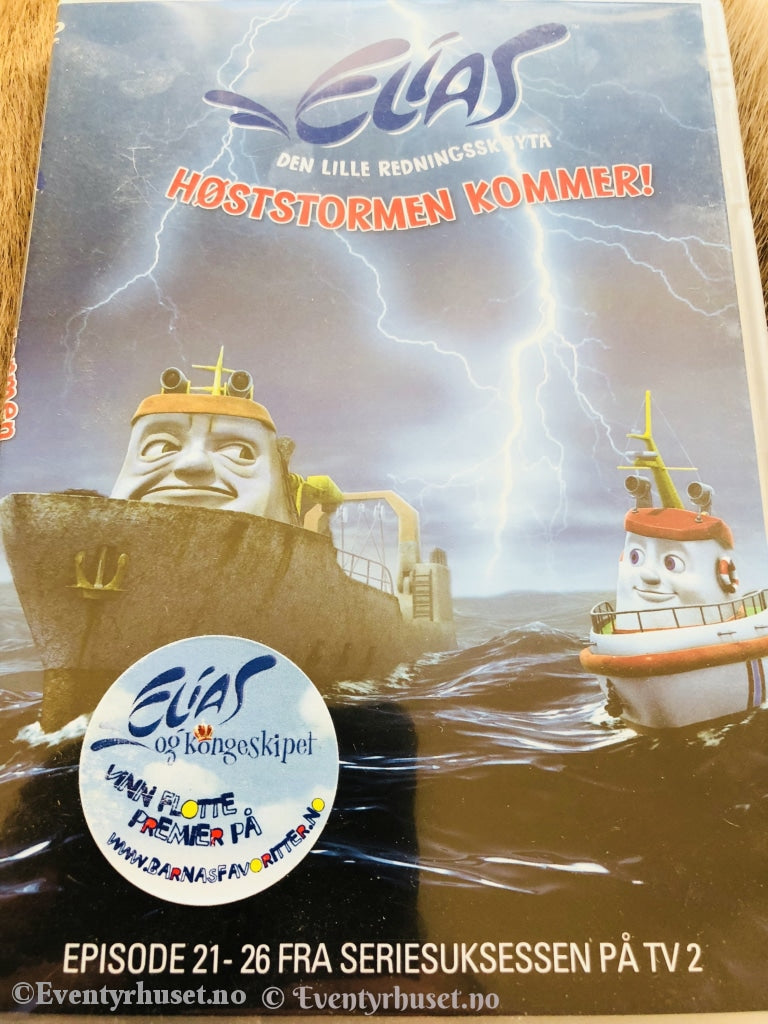 ELIAS™
DEN LILLE REDNINGSSKØYTA
HØSTSTORMEN KOMMER!
ELIAS
og kongeskipet
VINN FLOTTE
PREMIER PÅ
WWW.BARNASFAVORITTER.NO
EPISODE 21-26 FRA SERIESUKSESSEN PÅ TV 2
©Eventyrhuset.no © Eventyrhuset.no